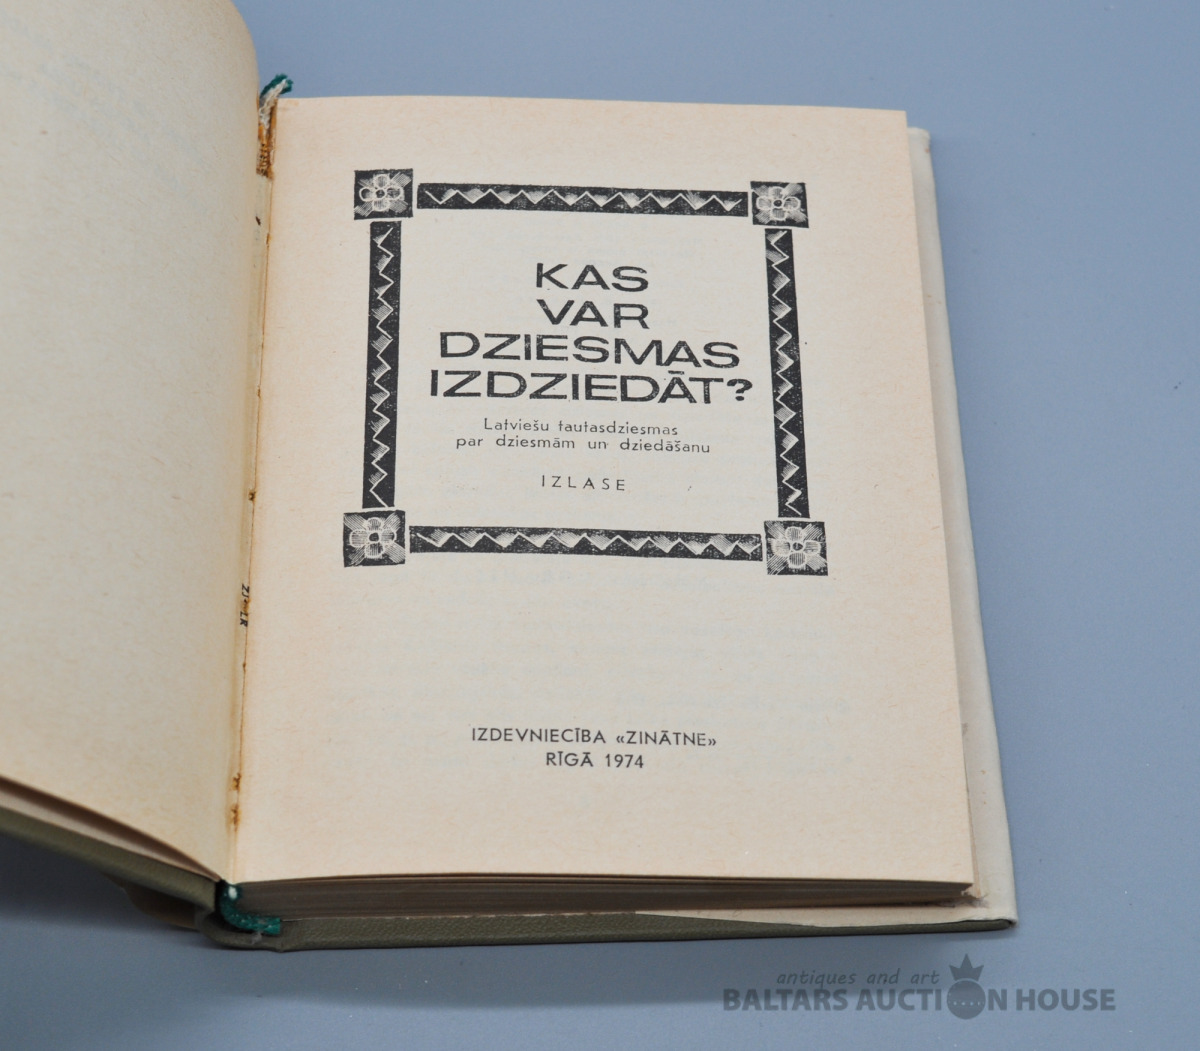 KAS
VAR
DZIESMAS
IZDZIEDĀT?
Latviešu tautasdziesmas
par dziesmām un dziedāšanu
IZLASE
IZDEVNIECĪBA «ZINĀTNE»
RĪGĀ 1974
antiques and art
BALTARS AUCTION HOUSE